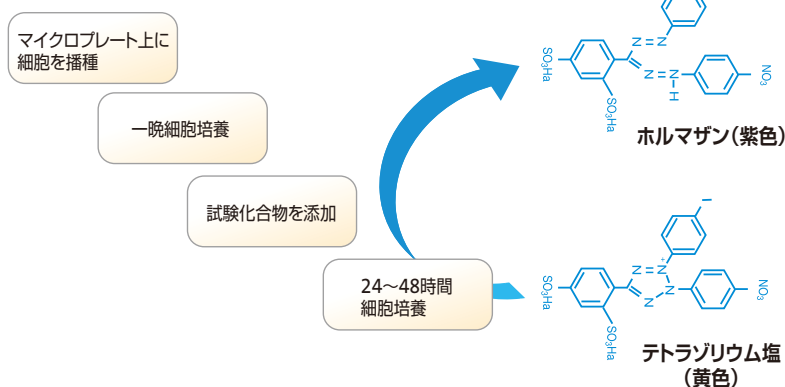 マイクロプレート上に
細胞を播種
一晩細胞培養
試験化合物を添加
24〜48時間
細胞培養
N=N
SO₃Ha
N=N
N
H
SO₃Ha
NO₃
ホルマザン（紫色）
I
N=N
+
N
N
SO₃Ha
SO₃Ha
NO₃
テトラゾリウム塩
（黄色）